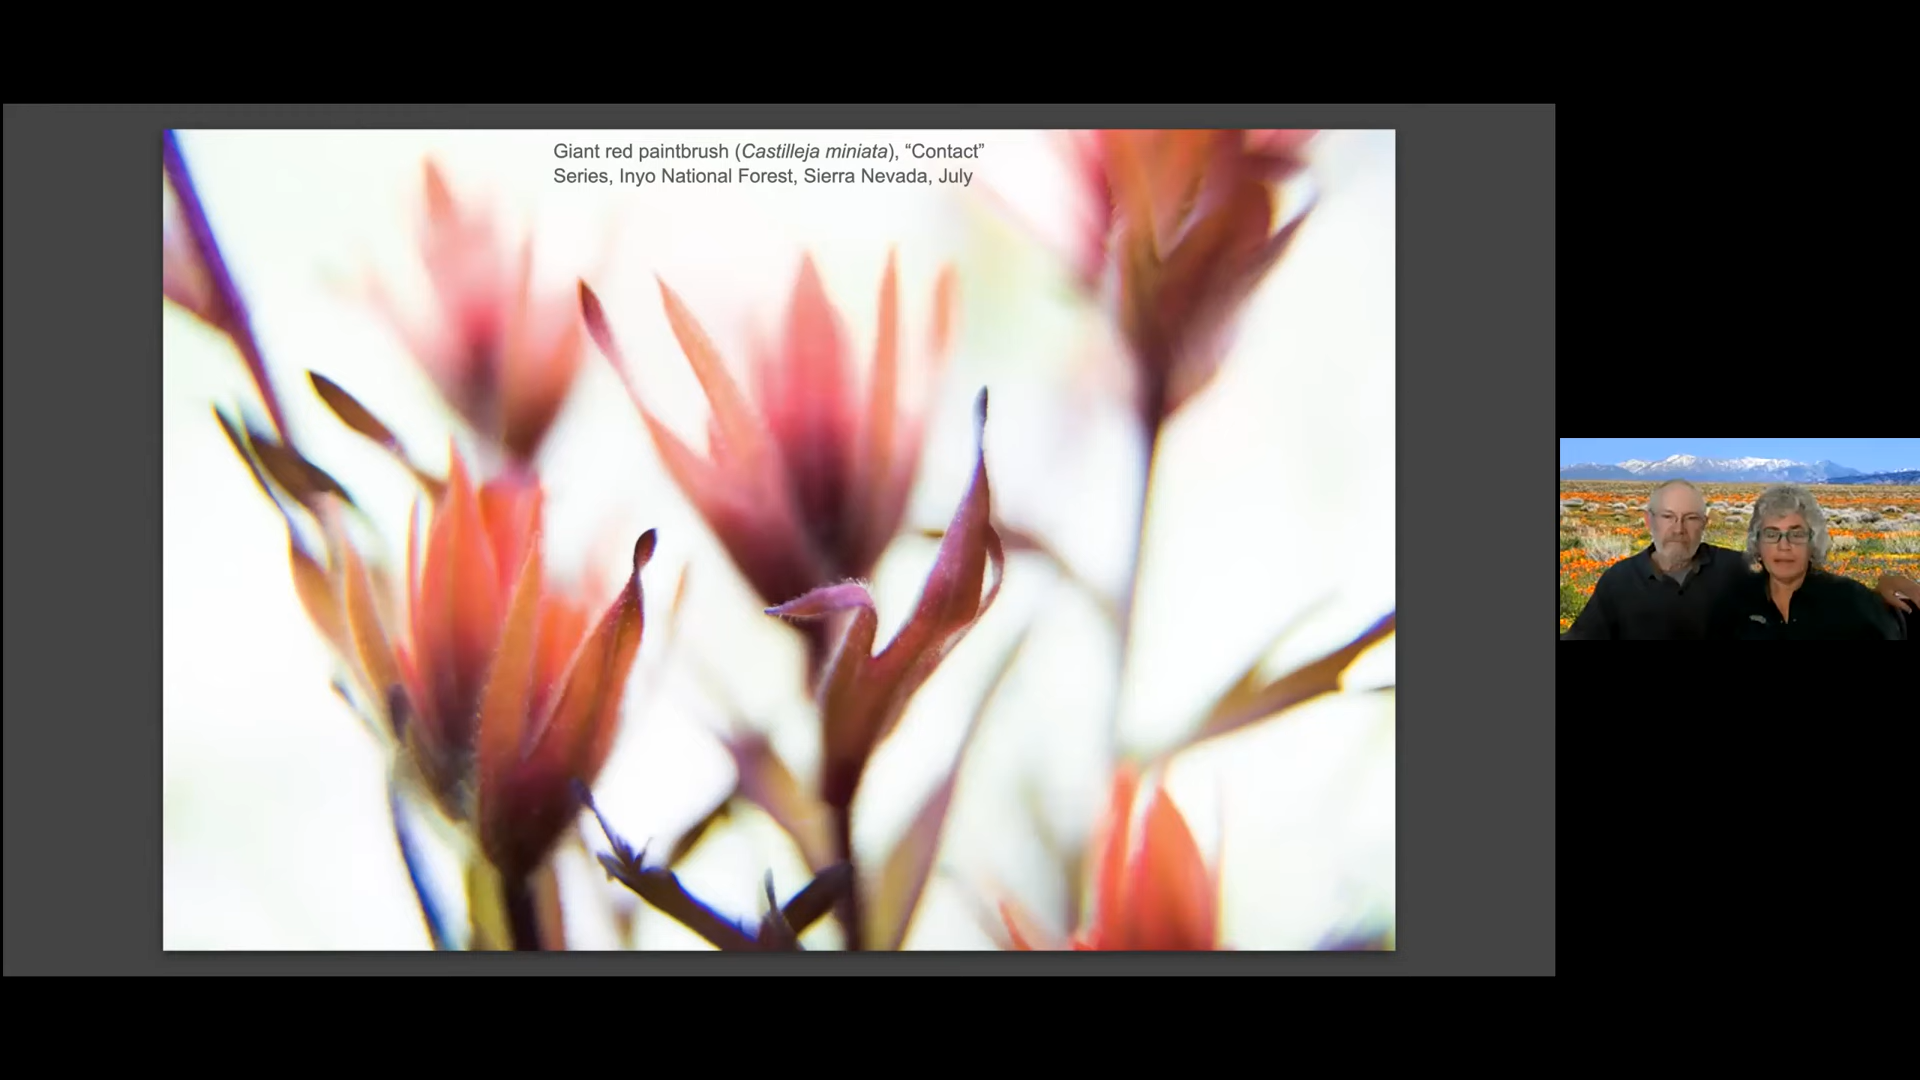 Giant red paintbrush (Castilleja miniata), “Contact”
Series, Inyo National Forest, Sierra Nevada, July